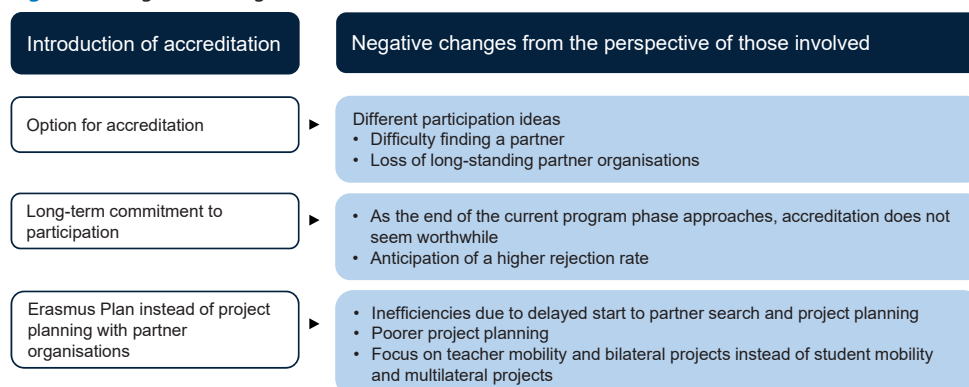 Introduction of accreditation
Negative changes from the perspective of those involved
Option for accreditation
Different participation ideas
• Difficulty finding a partner
• Loss of long-standing partner organisations
Long-term commitment to
participation
• As the end of the current program phase approaches, accreditation does not
seem worthwhile
• Anticipation of a higher rejection rate
Erasmus Plan instead of project
planning with partner
organisations
• Inefficiencies due to delayed start to partner search and project planning
• Poorer project planning
• Focus on teacher mobility and bilateral projects instead of student mobility
and multilateral projects